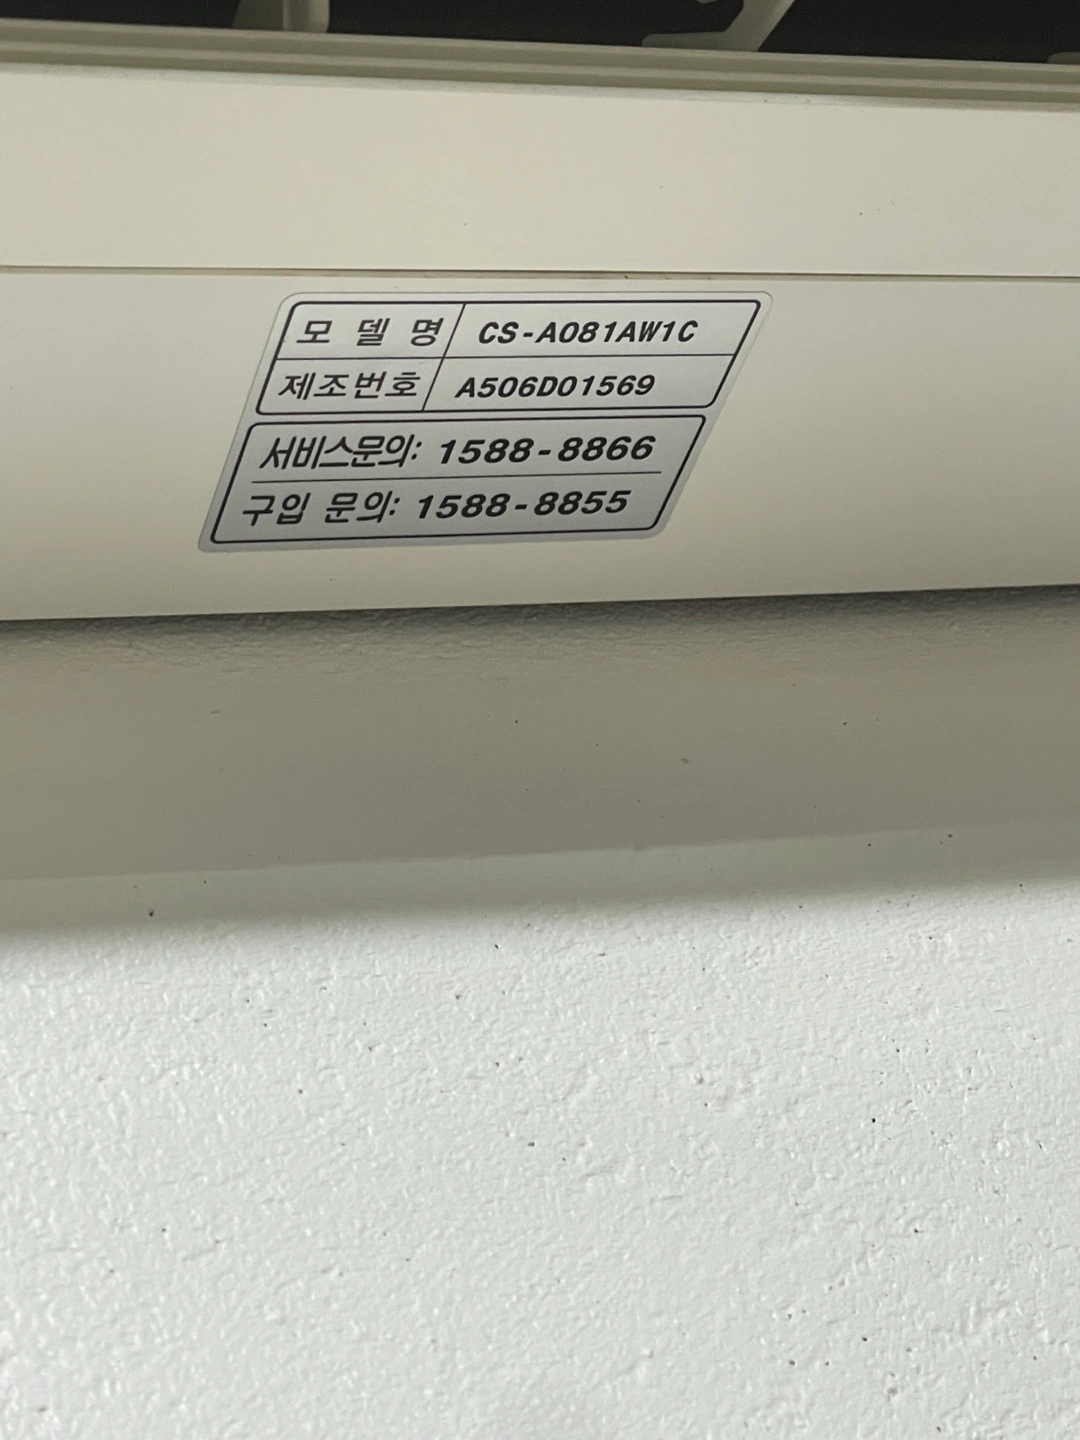 모 델 명 CS-A081AW1C
제조번호 A506D01569
서비스문의: 1588-8866
구입 문의: 1588-8855